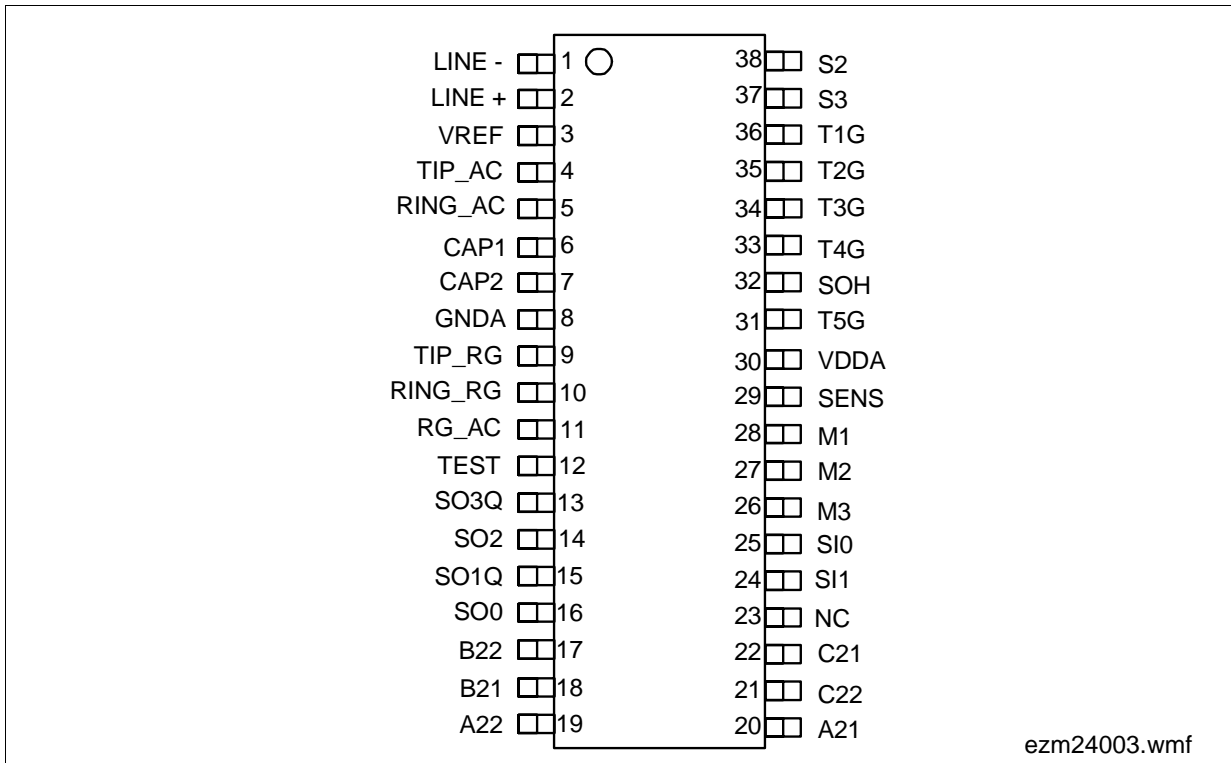 LINE - 1 38 S2
LINE + 2 37 S3
VREF 3 36 T1G
TIP_AC 4 35 T2G
RING_AC 5 34 T3G
CAP1 6 33 T4G
CAP2 7 32 SOH
GNDA 8 31 T5G
TIP_RG 9 30 VDDA
RING_RG 10 29 SENS
RG_AC 11 28 M1
TEST 12 27 M2
SO3Q 13 26 M3
SO2 14 25 SI0
SO1Q 15 24 SI1
SO0 16 23 NC
B22 17 22 C21
B21 18 21 C22
A22 19 20 A21
ezm24003.wmf